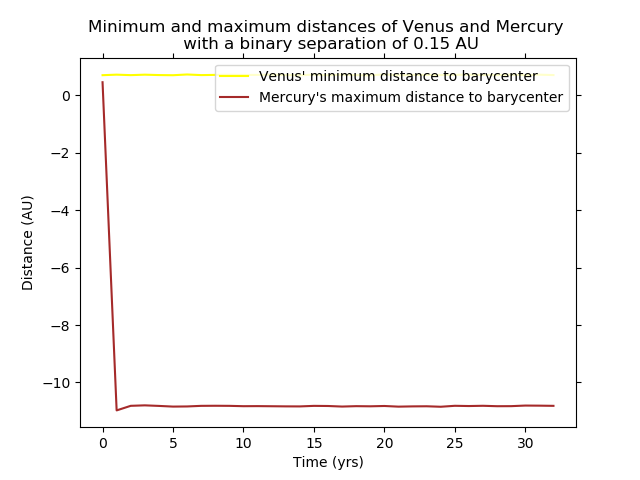 Minimum and maximum distances of Venus and Mercury
with a binary separation of 0.15 AU
Venus' minimum distance to barycenter
Mercury's maximum distance to barycenter
0
−2
−4
−6
−8
−10
Distance (AU)
0 5 10 15 20 25 30
Time (yrs)